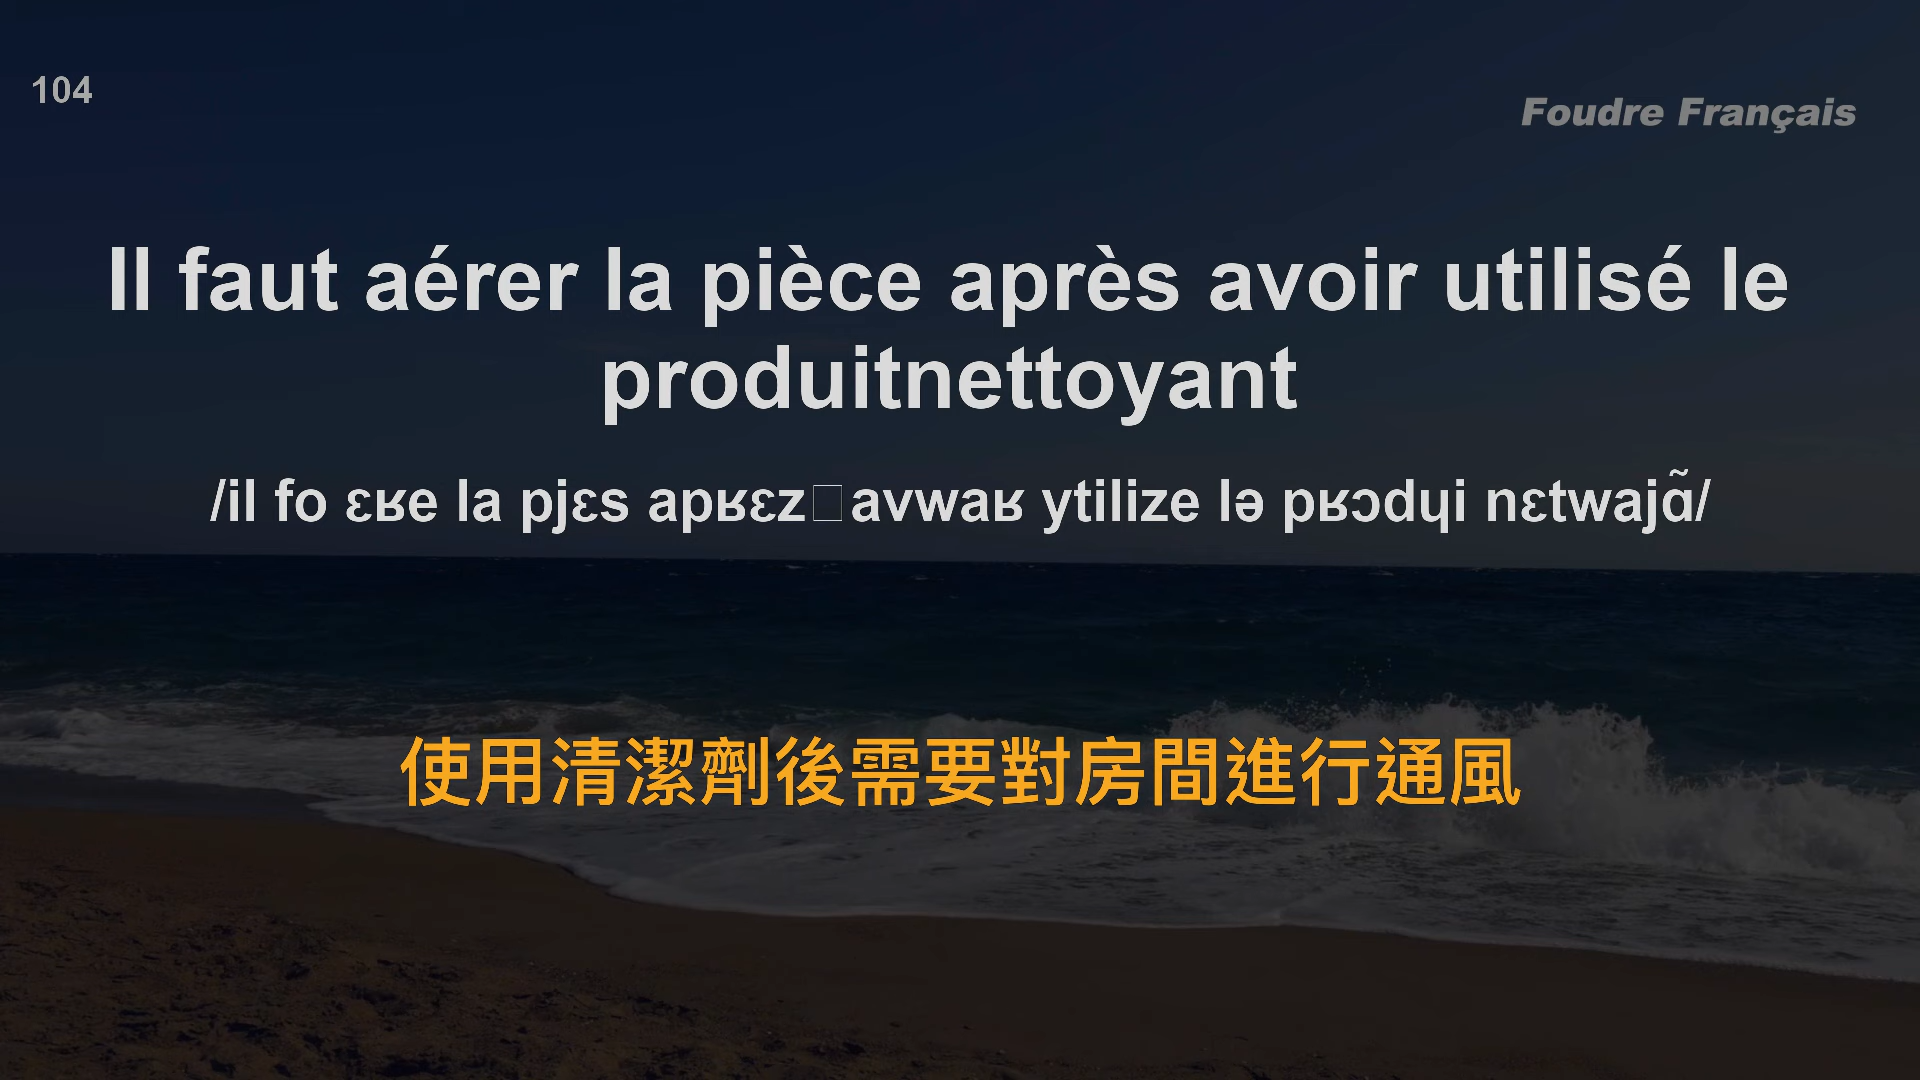 104
Foudre Français
Il faut aérer la pièce après avoir utilisé le
produitnettoyant
/il fo ɛʁe la pjɛs apʁɛz□avwaʁ ytilize lə pʁɔdɥi nɛtwajɑ̃/
使用清潔劑後需要對房間進行通風